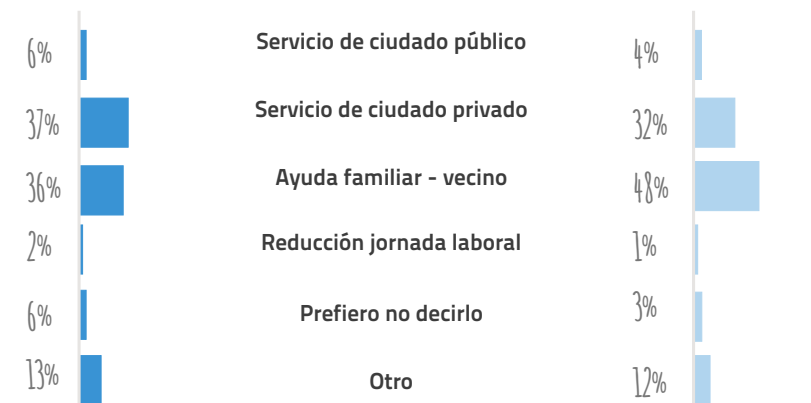 6% Servicio de ciudado público 4%
37% Servicio de ciudado privado 32%
36% Ayuda familiar - vecino 48%
2% Reducción jornada laboral 1%
6% Prefiero no decirlo 3%
13% Otro 12%